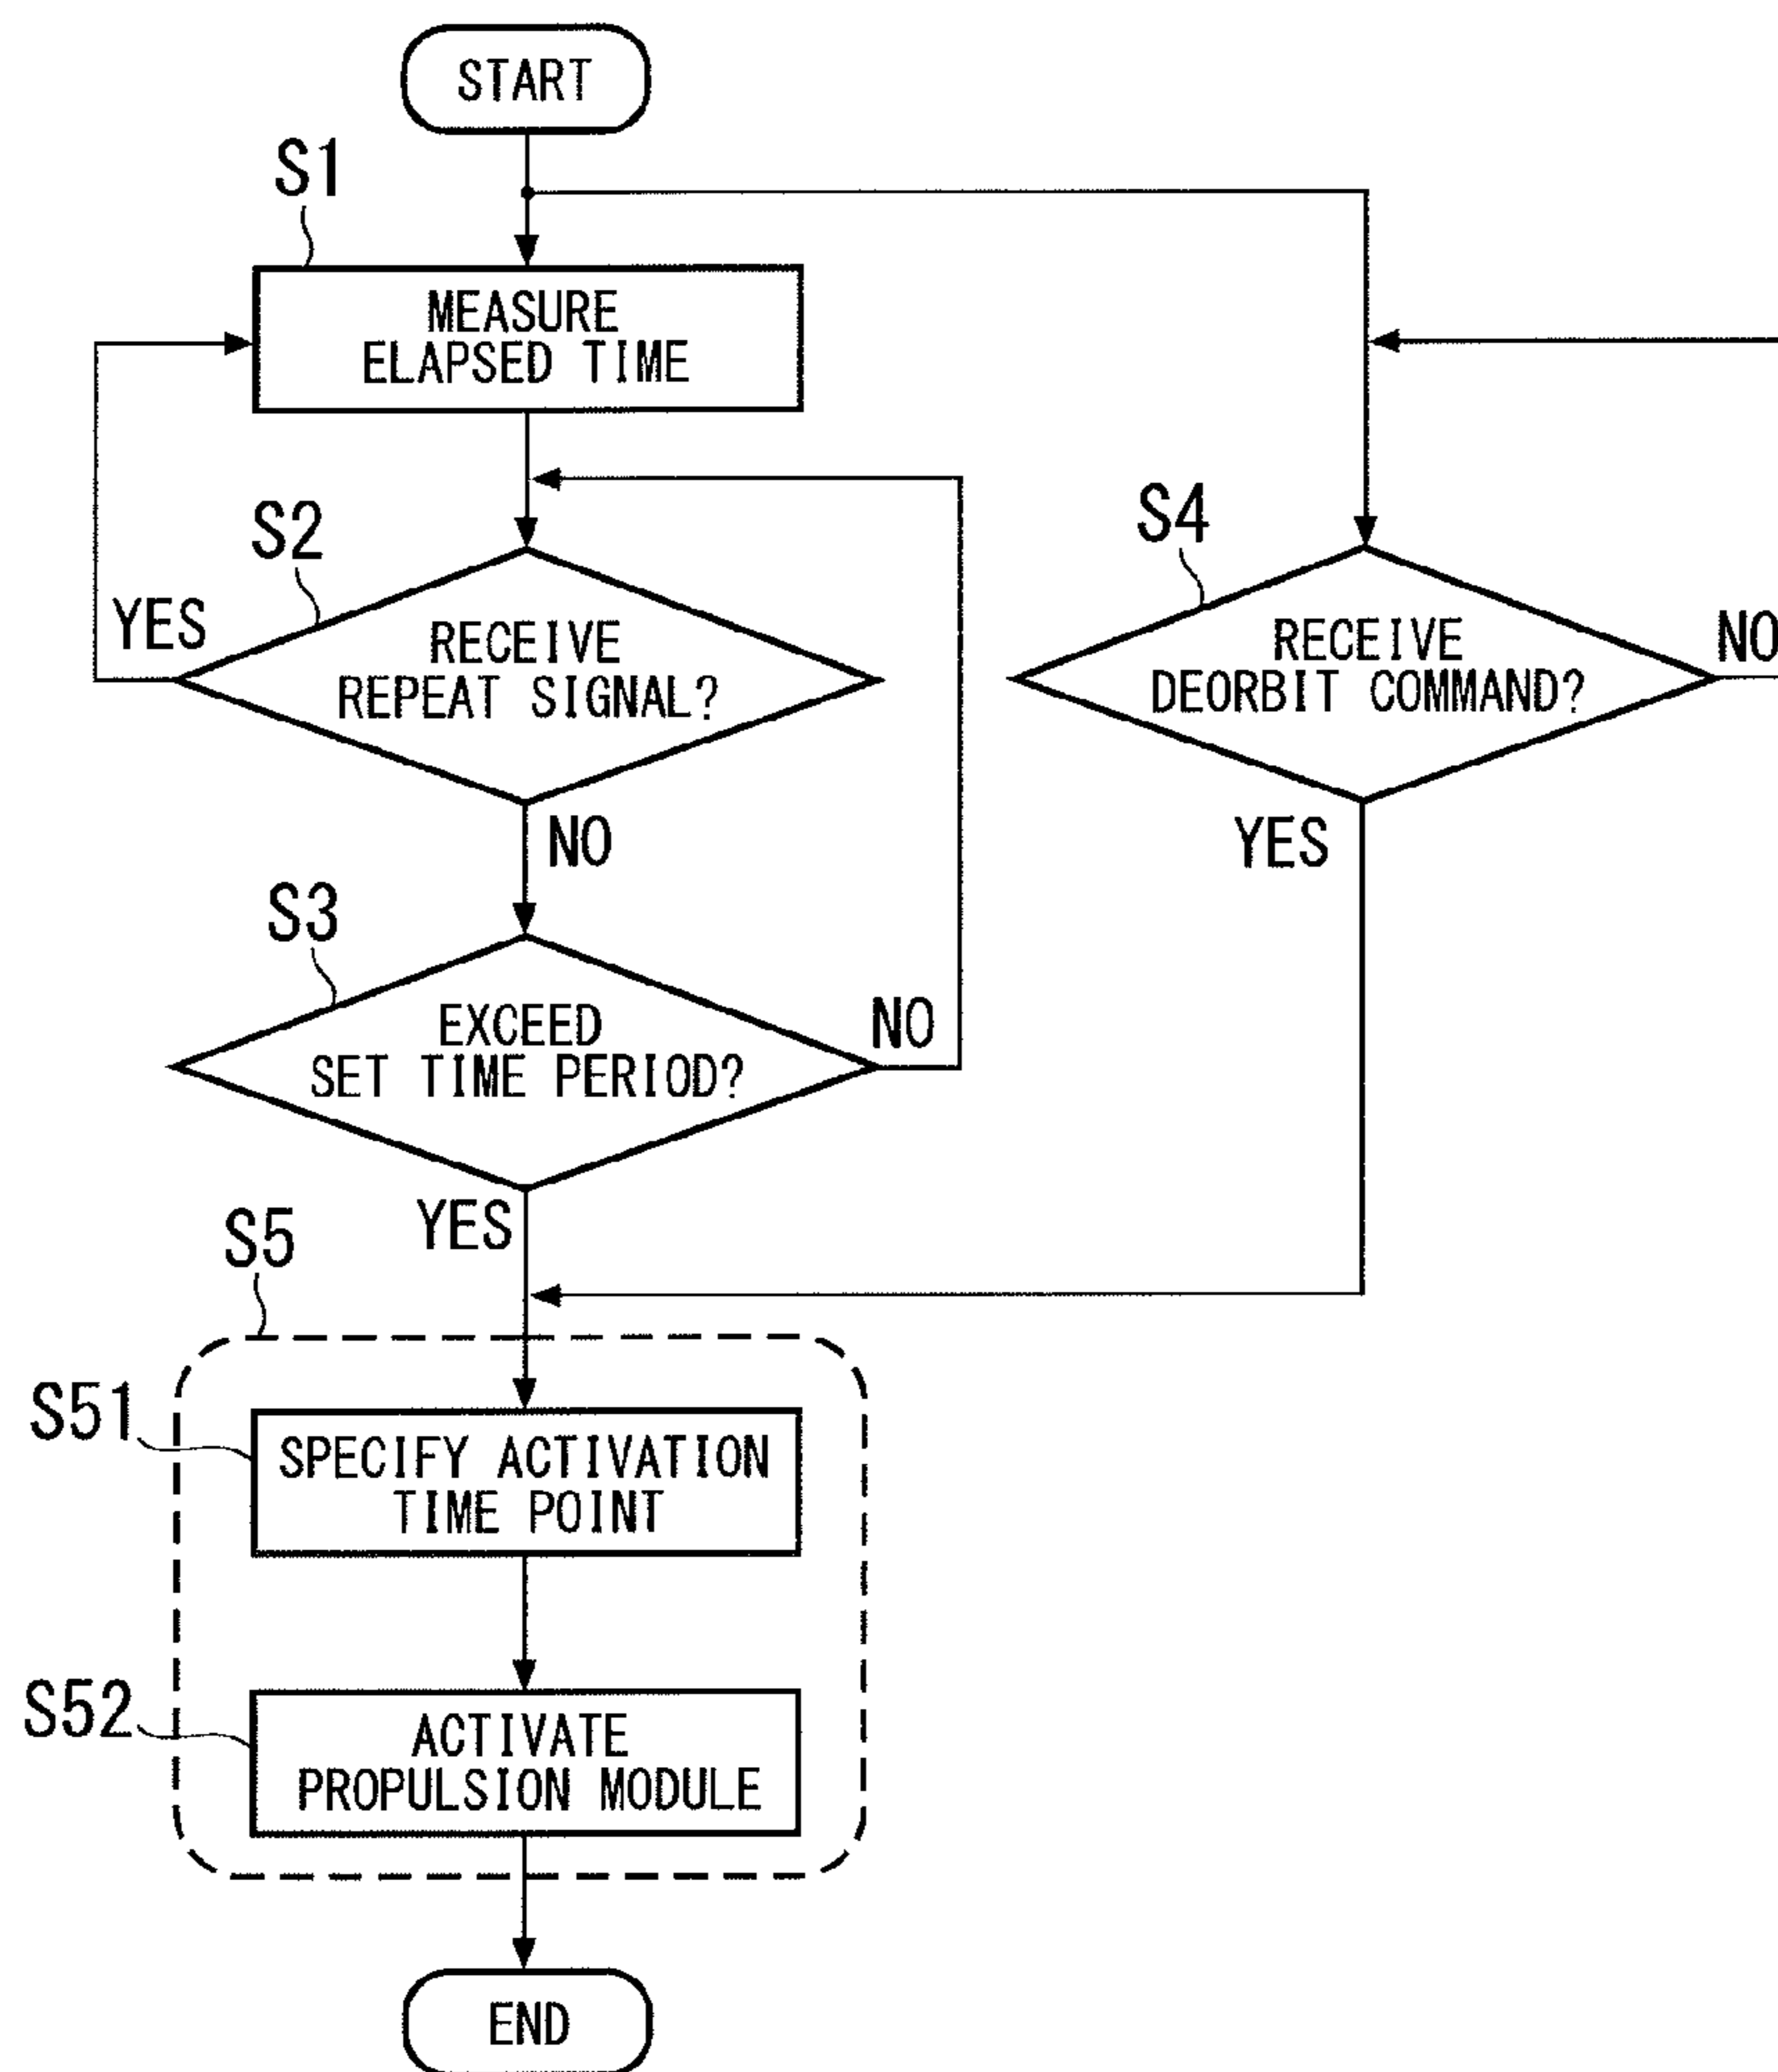 START
S1
MEASURE
ELAPSED TIME
S2
YES
RECEIVE
REPEAT SIGNAL?
NO
S4
RECEIVE
DEORBIT COMMAND?
NO
YES
S3
EXCEED
SET TIME PERIOD?
NO
YES
S5
S51
SPECIFY ACTIVATION
TIME POINT
S52
ACTIVATE
PROPULSION MODULE
END